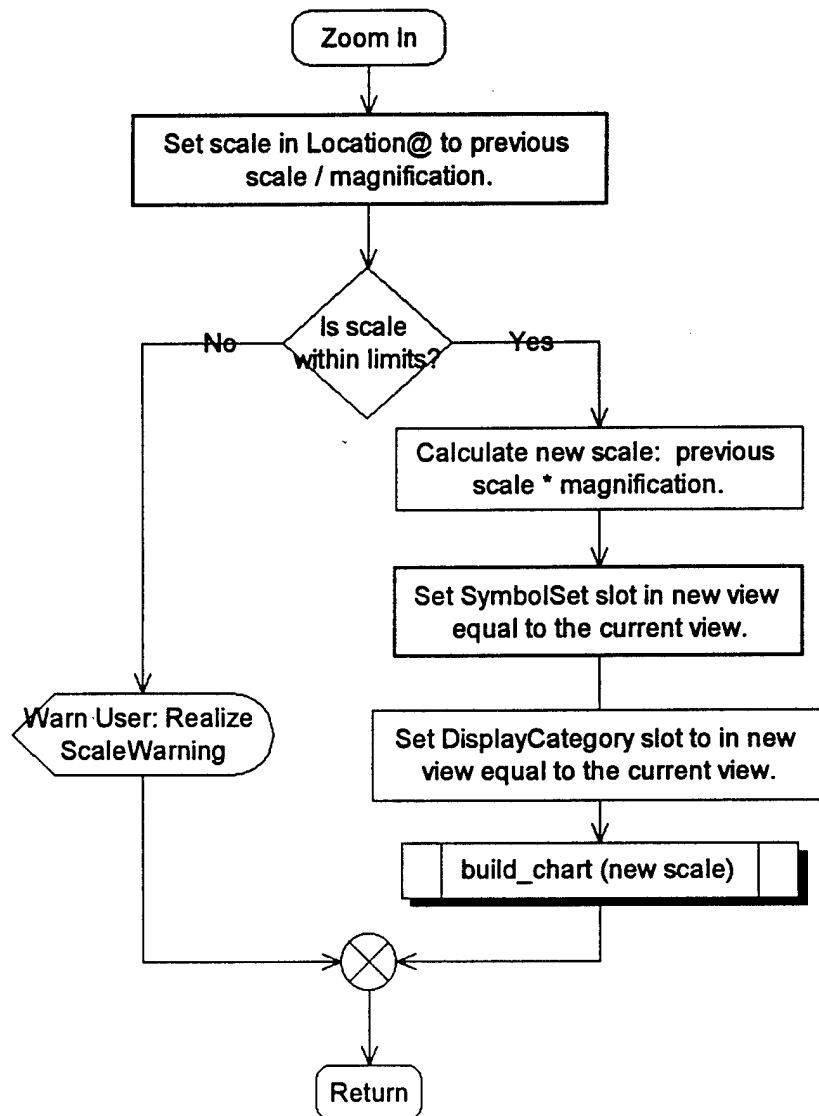 Zoom In
Set scale in Location@ to previous
scale / magnification.
Is scale
within limits?
No
Yes
Calculate new scale: previous
scale * magnification.
Set SymbolSet slot in new view
equal to the current view.
Warn User: Realize
ScaleWarning
Set DisplayCategory slot to in new
view equal to the current view.
build_chart (new scale)
Return